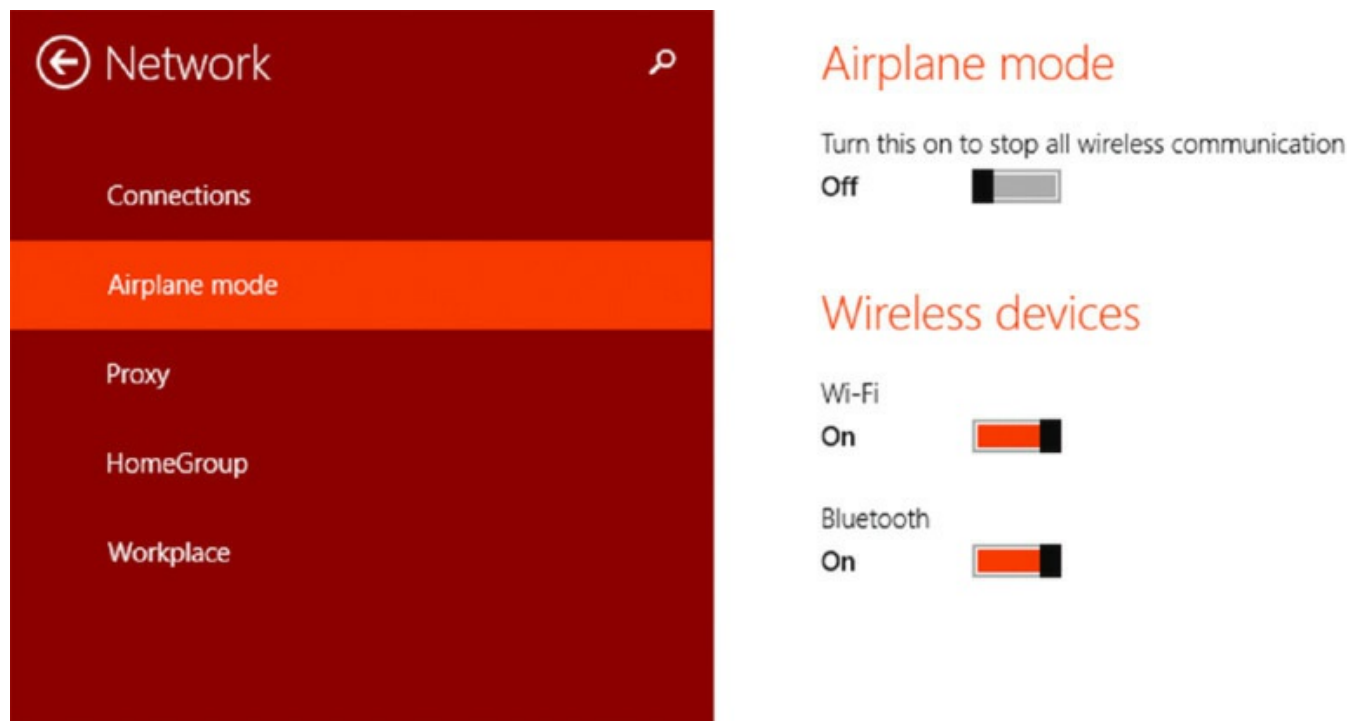 Network
Connections
Airplane mode
Proxy
HomeGroup
Workplace
Airplane mode
Turn this on to stop all wireless communication
Off
Wireless devices
Wi-Fi
On
Bluetooth
On